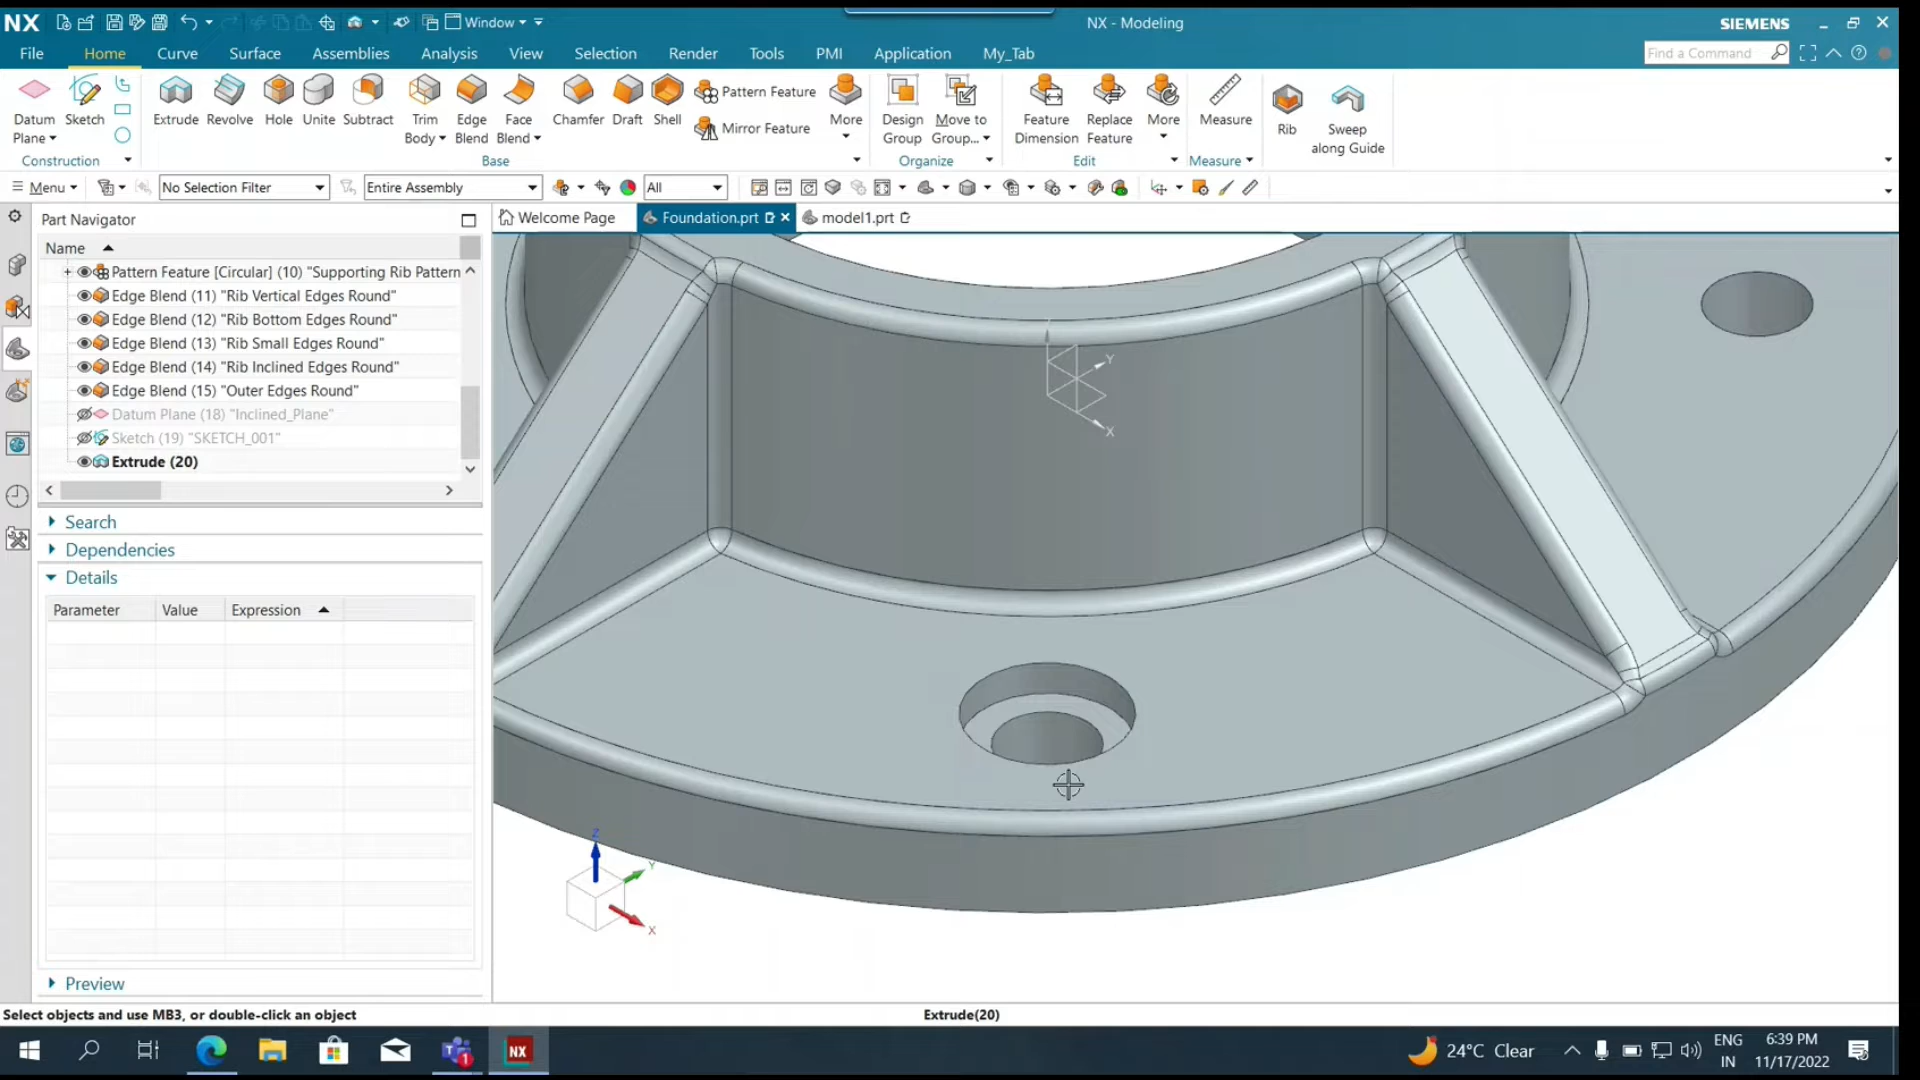 NX
Window
NX - Modeling
SIEMENS
File Home Curve Surface Assemblies Analysis View Selection Render Tools PMI Application My_Tab
Find a Command
Datum Plane
Sketch
Extrude
Revolve
Hole
Unite
Subtract
Trim Body
Edge Blend
Face Blend
Chamfer
Draft
Shell
Pattern Feature
Mirror Feature
More
Design Group
Move to Group...
Feature Dimension
Replace Feature
More
Measure
Rib
Sweep along Guide
Construction
Base
Organize
Edit
Measure
Menu
No Selection Filter
Entire Assembly
All
Part Navigator
Welcome Page
Foundation.prt
model1.prt
Name
Pattern Feature [Circular] (10) "Supporting Rib Pattern
Edge Blend (11) "Rib Vertical Edges Round"
Edge Blend (12) "Rib Bottom Edges Round"
Edge Blend (13) "Rib Small Edges Round"
Edge Blend (14) "Rib Inclined Edges Round"
Edge Blend (15) "Outer Edges Round"
Datum Plane (18) "Inclined_Plane"
Sketch (19) "SKETCH_001"
Extrude (20)
Search
Dependencies
Details
Parameter Value Expression
Preview
Y
X
Z
Y
X
Select objects and use MB3, or double-click an object
Extrude(20)
1
NX
24°C Clear
ENG
IN
6:39 PM
11/17/2022